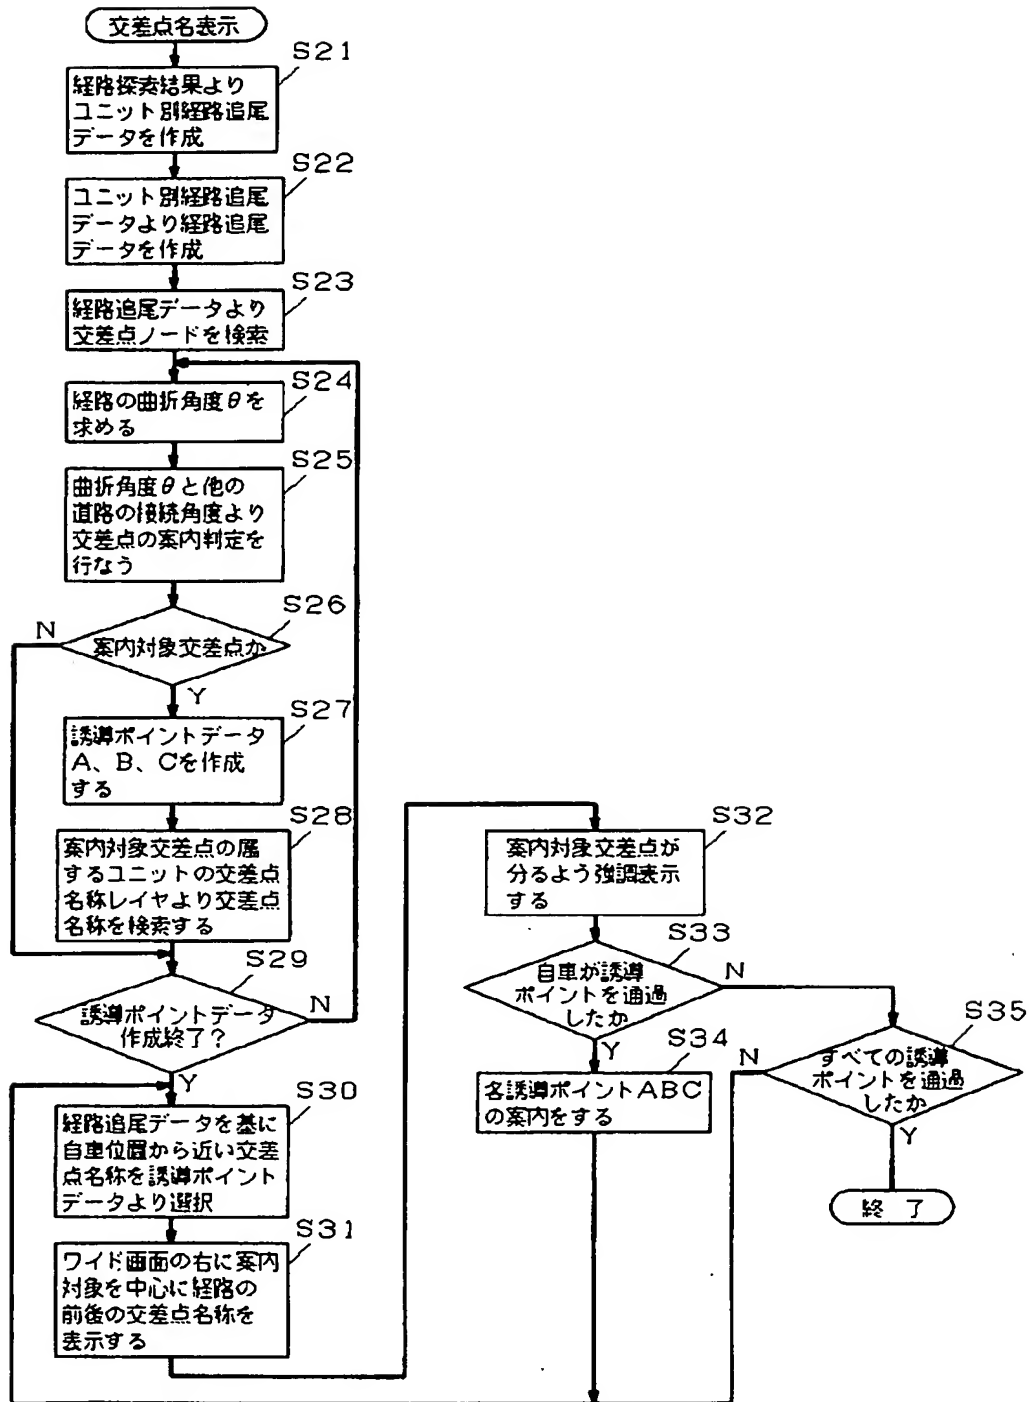 交差点名表示
S21
経路探索結果より
ユニット別経路追尾
データを作成
S22
ユニット別経路追尾
データより経路追尾
データを作成
S23
経路追尾データより
交差点ノードを検索
S24
経路の曲折角度θを
求める
S25
曲折角度θと他の
道路の接続角度より
交差点の案内判定を
行なう
S26
案内対象交差点か
N
Y
S27
誘導ポイントデータ
A、B、Cを作成
する
S28
案内対象交差点の属
するユニットの交差点
名称レイヤより交差点
名称を検索する
S29
誘導ポイントデータ
作成終了?
N
Y
S30
経路追尾データを基に
自車位置から近い交差
点名称を誘導ポイント
データより選択
S31
ワイド画面の右に案内
対象を中心に経路の
前後の交差点名称を
表示する
S32
案内対象交差点が
分るよう強調表示
する
S33
自車が誘導
ポイントを通過
したか
N
Y
S34
各誘導ポイントABC
の案内をする
S35
すべての誘導
ポイントを通過
したか
N
Y
終了